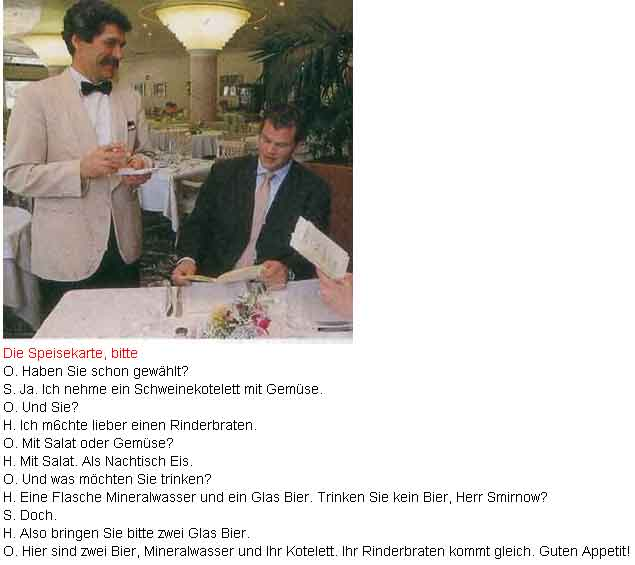 Die Speisekarte, bitte
O. Haben Sie schon gewählt?
S. Ja. Ich nehme ein Schweinekotelett mit Gemüse.
O. Und Sie?
H. Ich m6chte lieber einen Rinderbraten.
O. Mit Salat oder Gemüse?
H. Mit Salat. Als Nachtisch Eis.
O. Und was möchten Sie trinken?
H. Eine Flasche Mineralwasser und ein Glas Bier. Trinken Sie kein Bier, Herr Smirnow?
S. Doch.
H. Also bringen Sie bitte zwei Glas Bier.
O. Hier sind zwei Bier, Mineralwasser und Ihr Kotelett. Ihr Rinderbraten kommt gleich. Guten Appetit!